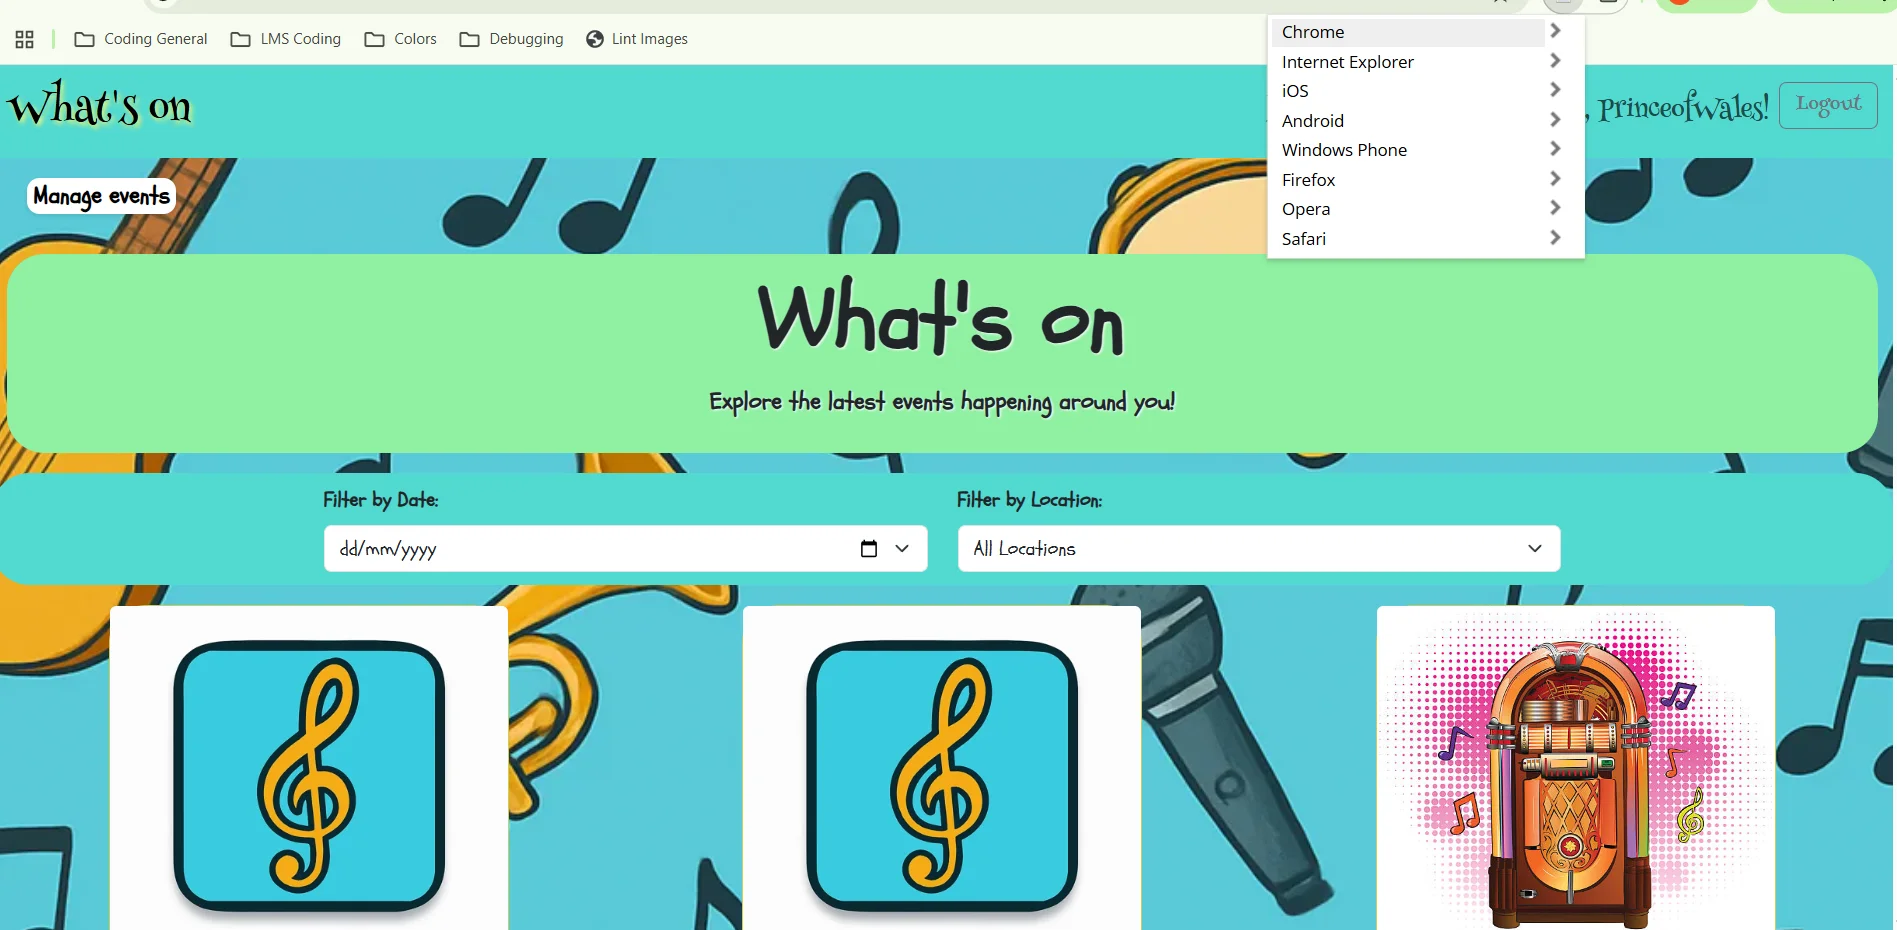 Coding General
LMS Coding
Colors
Debugging
Lint Images
Chrome
Internet Explorer
iOS
Android
Windows Phone
Firefox
Opera
Safari
What's on
, PrinceofWales!
Logout
Manage events
What's on
Explore the latest events happening around you!
Filter by Date:
Filter by Location:
dd/mm/yyyy
All Locations